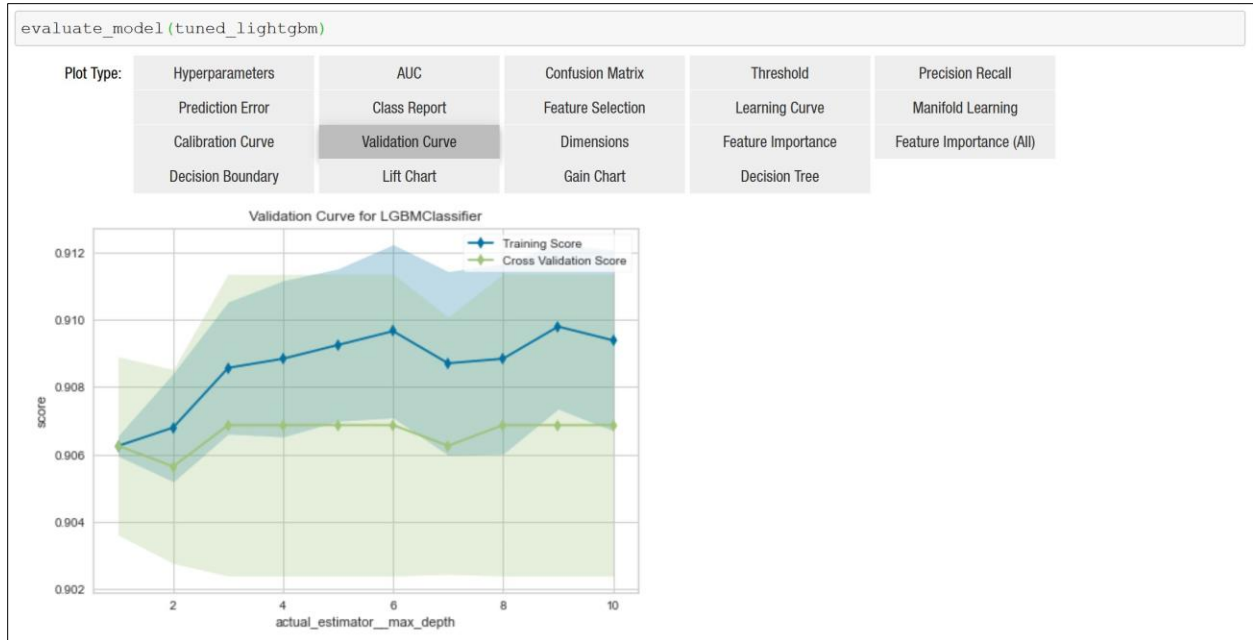 evaluate_model(tuned_lightgbm)
Plot Type: Hyperparameters AUC Confusion Matrix Threshold Precision Recall
Prediction Error Class Report Feature Selection Learning Curve Manifold Learning
Calibration Curve Validation Curve Dimensions Feature Importance Feature Importance (All)
Decision Boundary Lift Chart Gain Chart Decision Tree
Validation Curve for LGBMClassifier
Training Score
Cross Validation Score
0.912
0.910
0.908
0.906
0.904
0.902
score
2 4 6 8 10
actual_estimator__max_depth